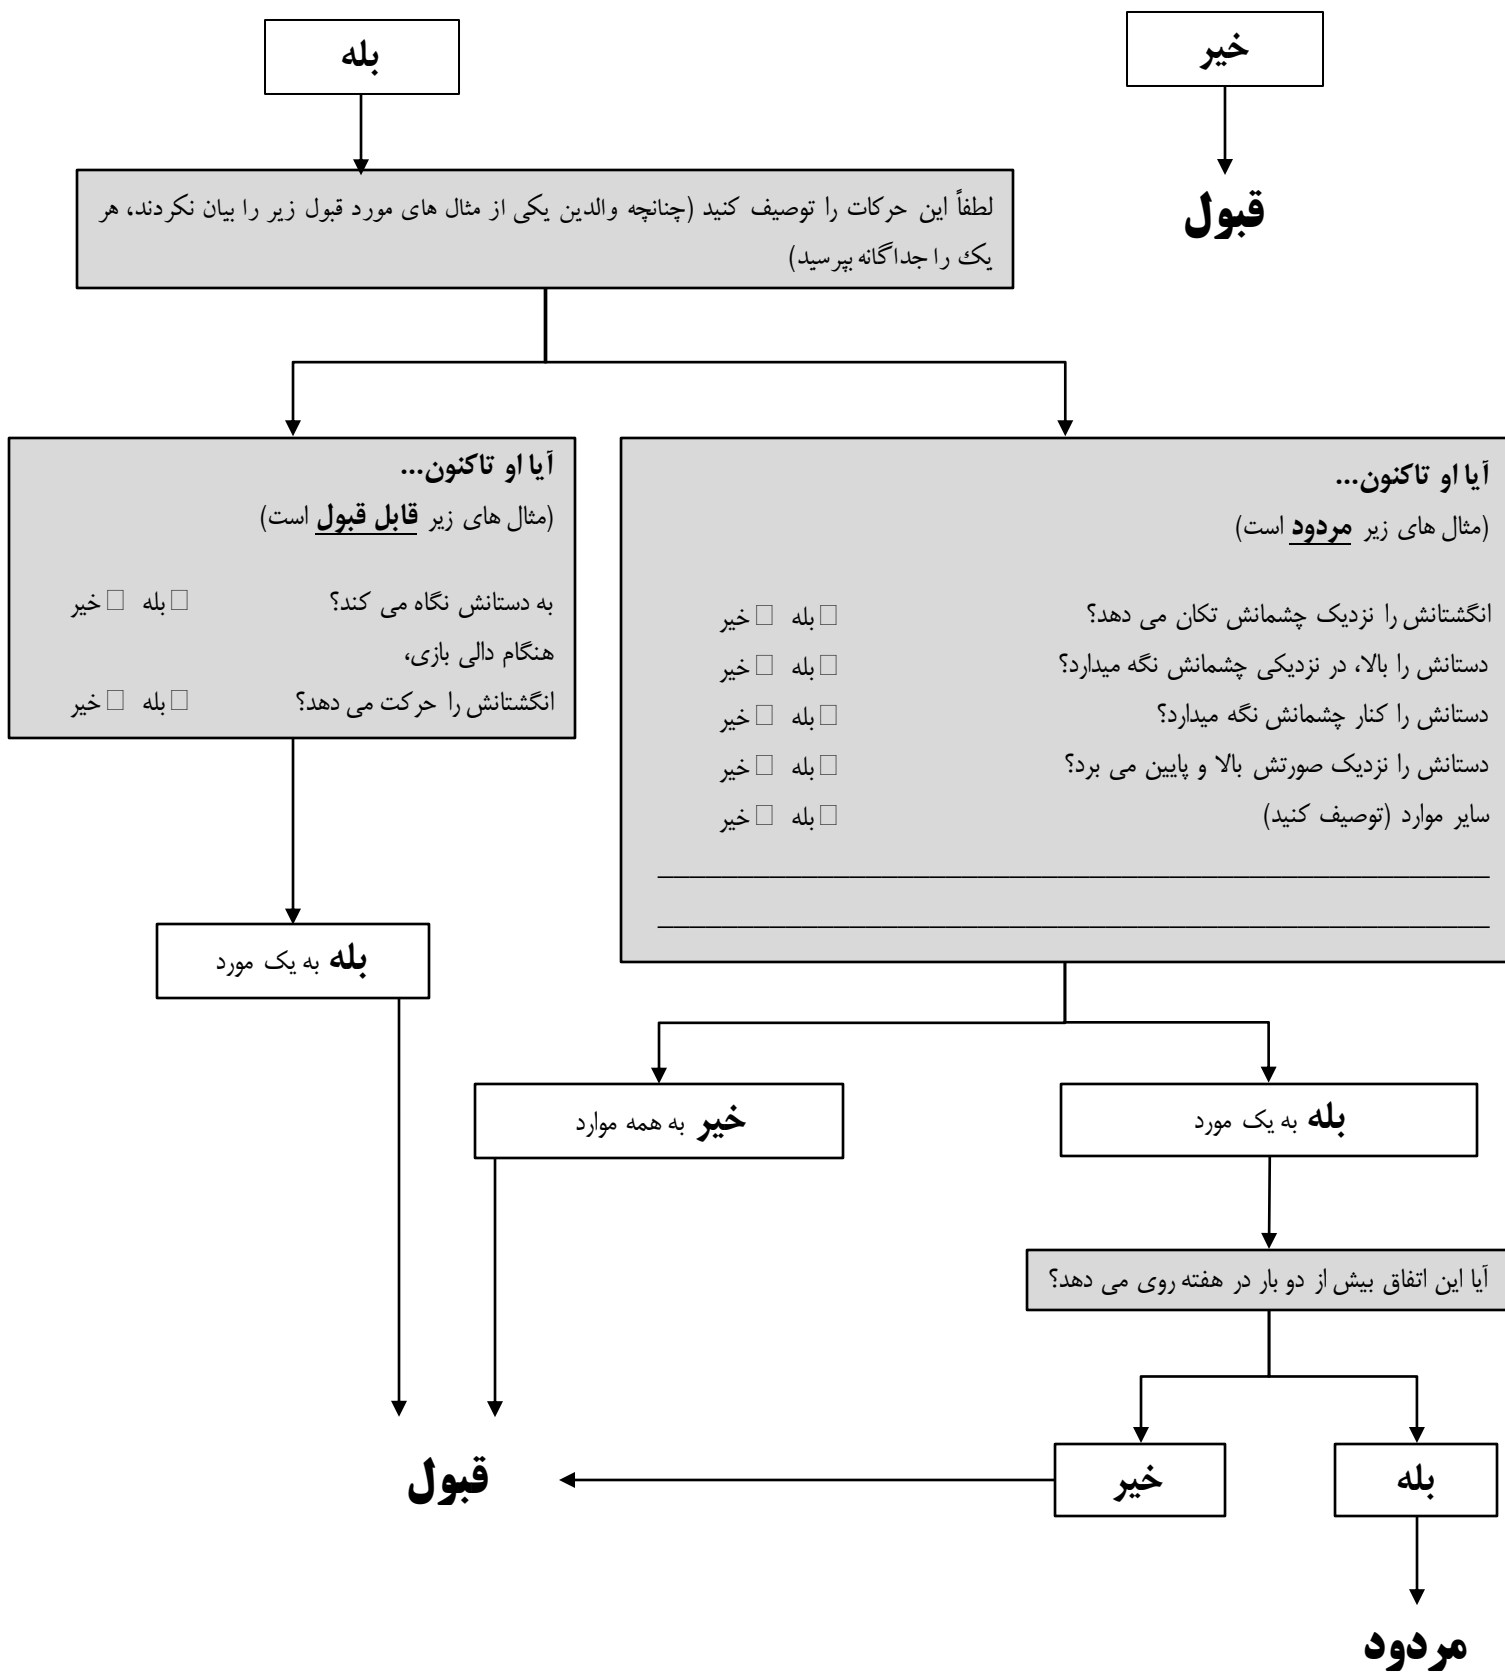 خیر
بله
قبول
لطفاً این حرکات را توصیف کنید (چنانچه والدین یکی از مثال های مورد قبول زیر را بیان نکردند، هر
یک را جداگانه بپرسید)
آیا او تاکنون...
(مثال های زیر مردود است)
انگشتانش را نزدیک چشمانش تکان می دهد؟ □بله □خیر
دستانش را بالا، در نزدیکی چشمانش نگه میدارد؟ □بله □خیر
دستانش را کنار چشمانش نگه میدارد؟ □بله □خیر
دستانش را نزدیک صورتش بالا و پایین می برد؟ □بله □خیر
سایر موارد (توصیف کنید) □بله □خیر
آیا او تاکنون...
(مثال های زیر قابل قبول است)
به دستانش نگاه می کند؟ □بله □خیر
هنگام دالی بازی،
انگشتانش را حرکت می دهد؟ □بله □خیر
بله به یک مورد
بله به یک مورد
خیر به همه موارد
آیا این اتفاق بیش از دو بار در هفته روی می دهد؟
بله
خیر
قبول
مردود